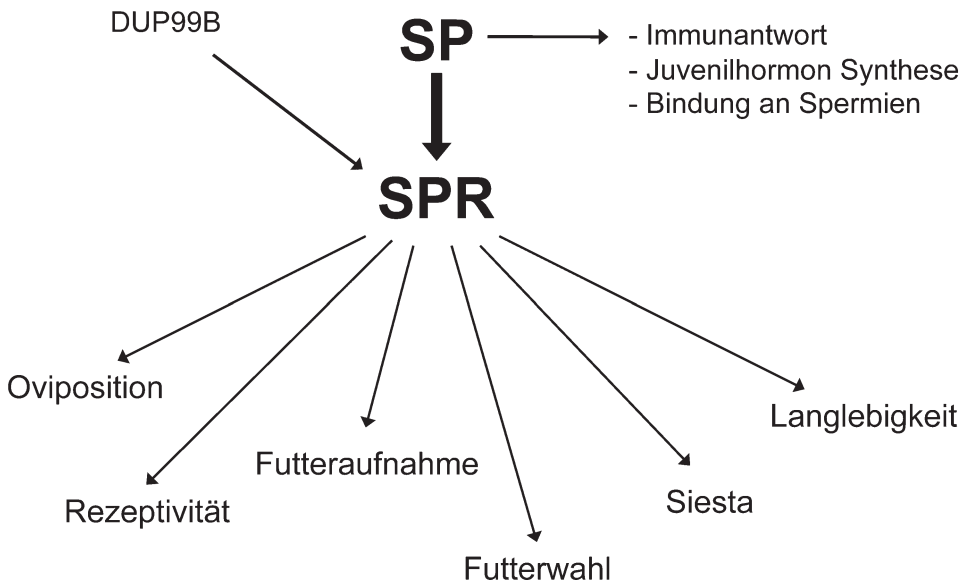 DUP99B
SP
- Immunantwort
- Juvenilhormon Synthese
- Bindung an Spermien
SPR
Oviposition
Rezeptivität
Futteraufnahme
Futterwahl
Siesta
Langlebigkeit